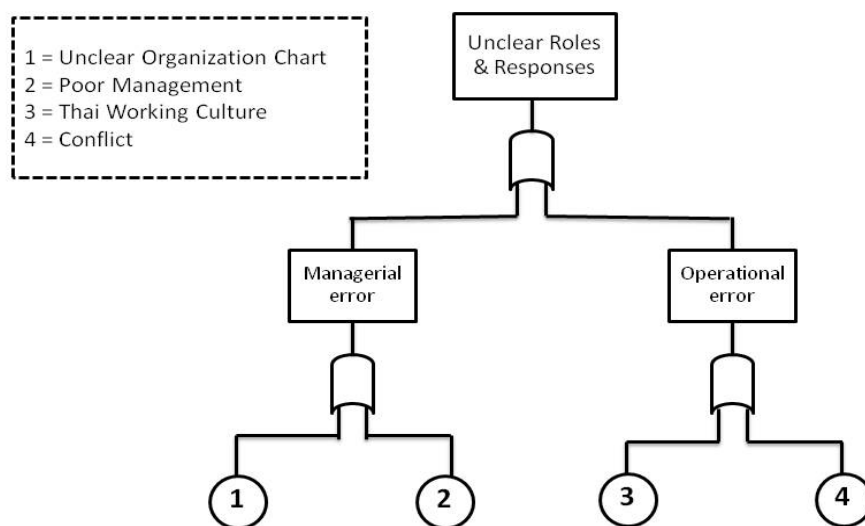 1 = Unclear Organization Chart
2 = Poor Management
3 = Thai Working Culture
4 = Conflict
Unclear Roles
& Responses
Managerial
error
Operational
error
1
2
3
4